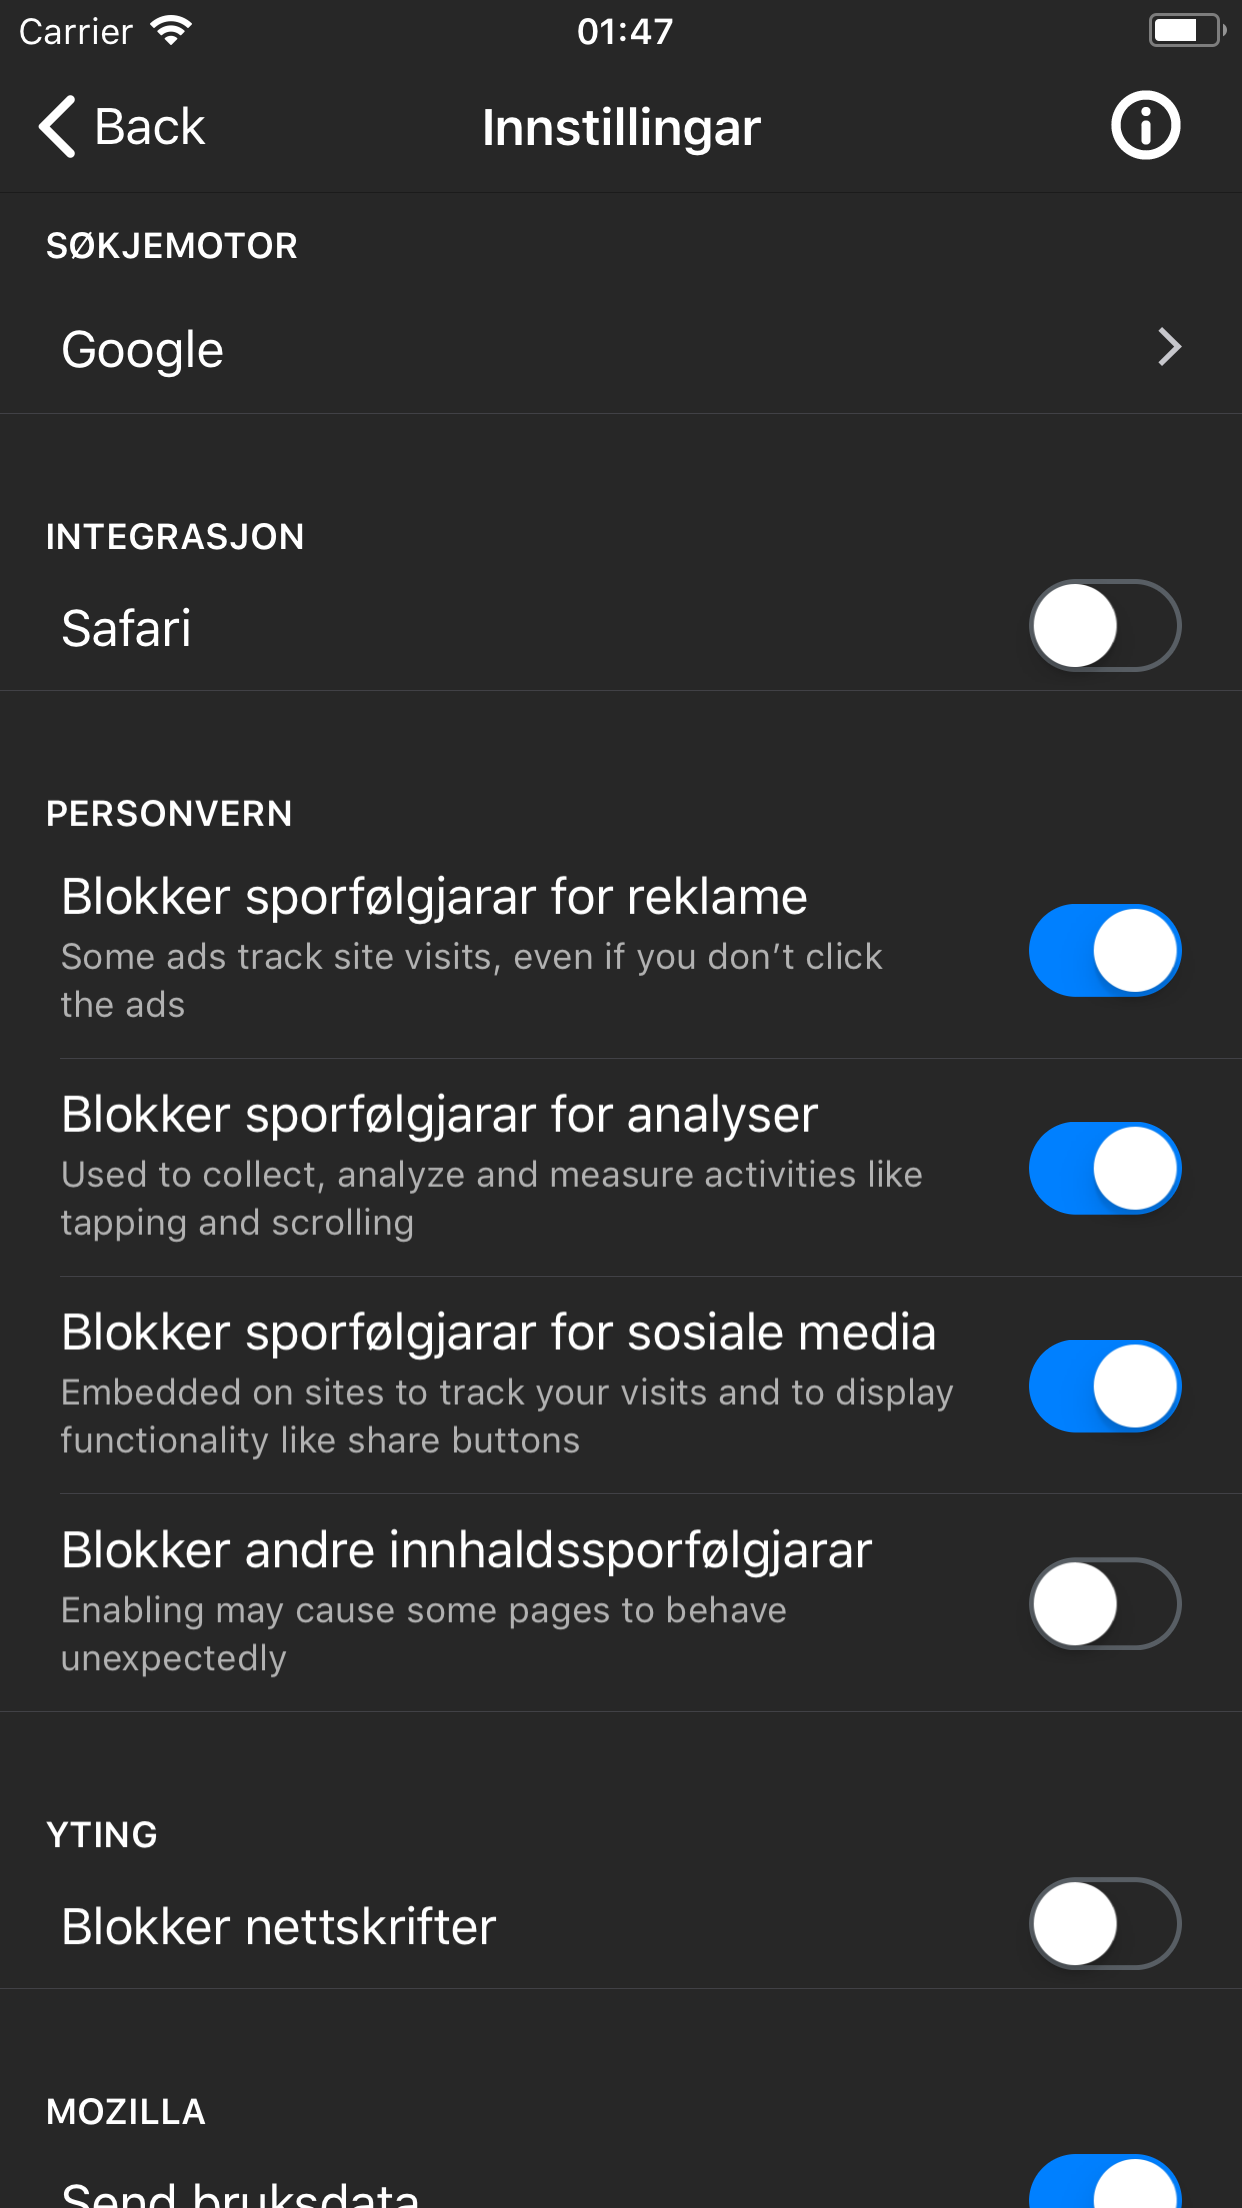 Carrier 01:47
Back Innstillingar
SØKJEMOTOR
Google
INTEGRASJON
Safari
PERSONVERN
Blokker sporfølgjarar for reklame
Some ads track site visits, even if you don’t click
the ads
Blokker sporfølgjarar for analyser
Used to collect, analyze and measure activities like
tapping and scrolling
Blokker sporfølgjarar for sosiale media
Embedded on sites to track your visits and to display
functionality like share buttons
Blokker andre innhaldssporfølgjarar
Enabling may cause some pages to behave
unexpectedly
YTING
Blokker nettskrifter
MOZILLA
Send bruksdata